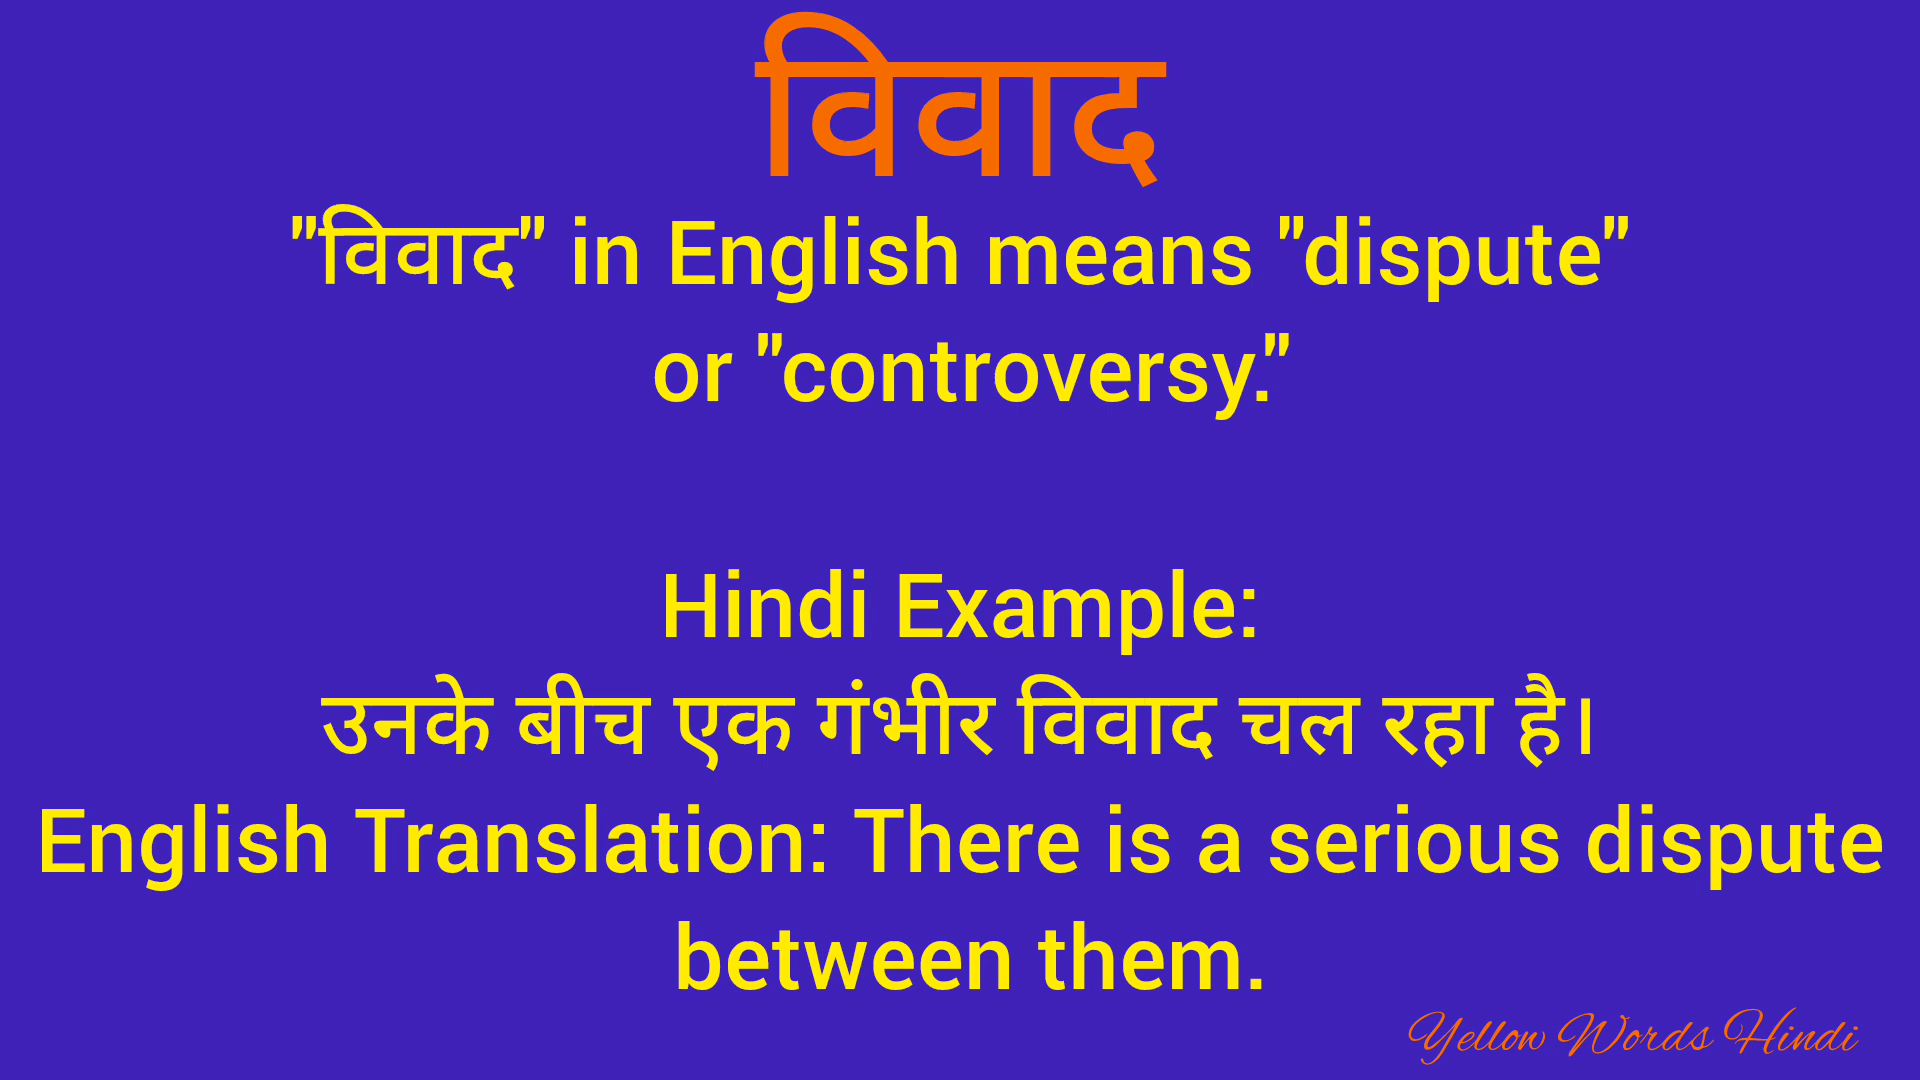 विवाद
"विवाद" in English means "dispute"
or "controversy."
Hindi Example:
उनके बीच एक गंभीर विवाद चल रहा है।
English Translation: There is a serious dispute
between them.
Yellow Words Hindi